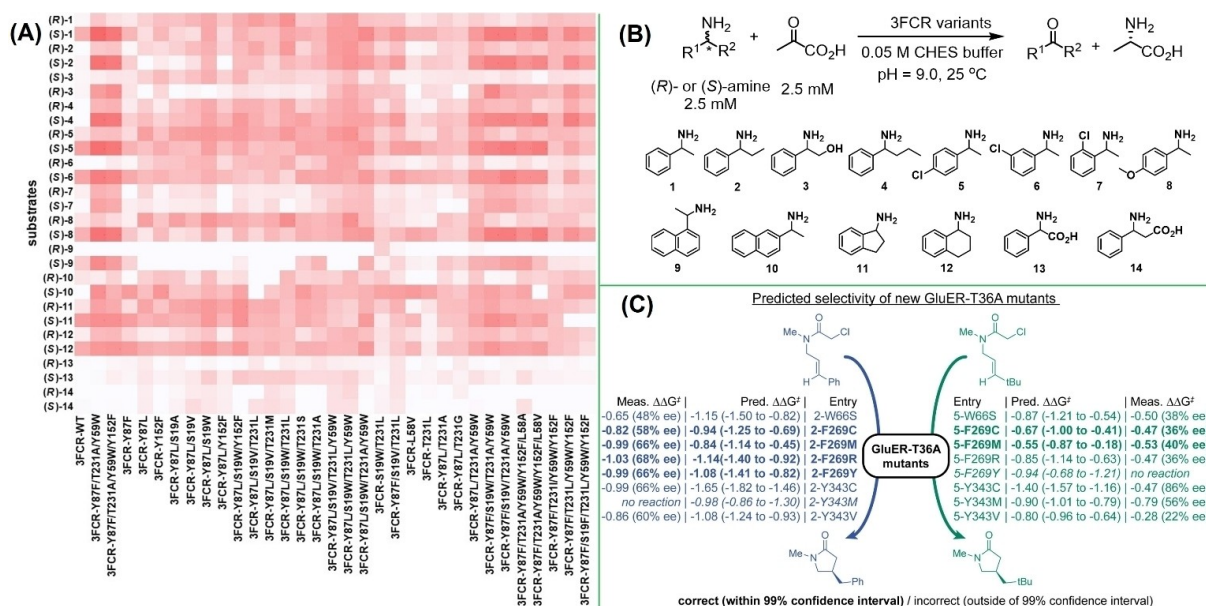 (A)
substrates
(R)-1
(S)-1
(R)-2
(S)-2
(S)-3
(R)-3
(R)-4
(S)-4
(R)-5
(S)-5
(R)-6
(S)-6
(R)-7
(S)-7
(R)-8
(S)-8
(R)-9
(S)-9
(R)-10
(S)-10
(R)-11
(S)-11
(R)-12
(S)-12
(R)-13
(S)-13
(R)-14
(S)-14
3FCR-WT
3FCR-Y87F/T231A/Y59W
3FCR-Y87F/T231A/Y59W/Y152F
3FCR-Y87F
3FCR-Y87L
3FCR-Y152F
3FCR-Y87L/S19A
3FCR-Y87L/S19V
3FCR-Y87L/S19W
3FCR-Y87L/Y152F
3FCR-Y87L/S19W/Y152F
3FCR-Y87L/S19W/T231L
3FCR-Y87L/S19V/T231L
3FCR-Y87L/S19V/T231M
3FCR-Y87L/S19W/T231L
3FCR-Y87L/S19W/T231S
3FCR-Y87L/S19W/T231A
3FCR-Y87L/S19W/T231L/Y59W
3FCR-Y87L/S19V/T231L/Y59W
3FCR-Y87L/S19W/T231A/Y59W
3FCR-S19W/T231L
3FCR-Y87F/S19V/T231L
3FCR-L58V
3FCR-T231L
3FCR-Y87L/T231A
3FCR-Y87L/T231G
3FCR-Y87L/T231A/Y59W
3FCR-Y87F/S19W/T231A/Y59W
3FCR-Y87F/S19V/T231A/Y59W
3FCR-Y87F/T231A/Y59W/Y152F/L58A
3FCR-Y87F/T231A/Y59W/Y152F/L58V
3FCR-Y87F/T231I/Y59W/Y152F
3FCR-Y87F/T231L/Y59W/Y152F
3FCR-Y87F/S19F/T231L/Y59W
(B)
NH2
R1 * R2
+
O
CO2H
3FCR variants
0.05 M CHES buffer
pH = 9.0, 25 °C
O
R1 R2
+
NH2
CO2H
(R)- or (S)-amine 2.5 mM
2.5 mM
NH2 NH2 NH2 OH NH2 NH2 Cl NH2 Cl Cl NH2 NH2 O
1 2 3 4 5 6 7 8
NH2 NH2 NH2 NH2 NH2 CO2H NH2 CO2H
9 10 11 12 13 14
(C)
Predicted selectivity of new GluER-T36A mutants
O Me N Cl H Ph
O Me N Cl H tBu
Meas. ΔΔG‡ Pred. ΔΔG‡ Entry
-0.65 (48% ee) | -1.15 (-1.50 to -0.82) | 2-W66S
-0.82 (58% ee) | -0.94 (-1.25 to -0.69) | 2-F269C
-0.99 (66% ee) | -0.84 (-1.14 to -0.45) | 2-F269M
-1.03 (68% ee) | -1.14(-1.40 to -0.92) | 2-F269R
-0.99 (66% ee) | -1.08 (-1.41 to -0.82) | 2-F269Y
-0.99 (66% ee) | -1.65 (-1.82 to -1.46) | 2-Y343C
no reaction | -0.98 (-0.86 to -1.30) | 2-Y343M
-0.86 (60% ee) | -1.08 (-1.24 to -0.93) | 2-Y343V
GluER-T36A
mutants
Entry Pred. ΔΔG‡ Meas. ΔΔG‡
5-W66S | -0.87 (-1.21 to -0.54) | -0.50 (38% ee)
5-F269C | -0.67 (-1.00 to -0.41) | -0.47 (36% ee)
5-F269M | -0.55 (-0.87 to -0.18) | -0.53 (40% ee)
5-F269R | -0.85 (-1.14 to -0.63) | -0.47 (36% ee)
5-F269Y | -0.94 (-0.68 to -1.21) | no reaction
5-Y343C | -1.40 (-1.57 to -1.16) | -0.47 (86% ee)
5-Y343M | -0.90 (-1.01 to -0.79) | -0.79 (56% ee)
5-Y343V | -0.80 (-0.96 to -0.64) | -0.28 (22% ee)
O Me N Ph
O Me N tBu
correct (within 99% confidence interval) / incorrect (outside of 99% confidence interval)